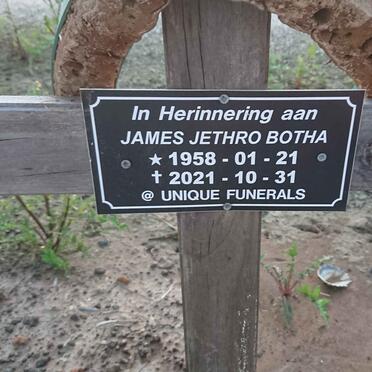 In Herinnering aan
JAMES JETHRO BOTHA
★ 1958 - 01 - 21
✝ 2021 - 10 - 31
@ UNIQUE FUNERALS